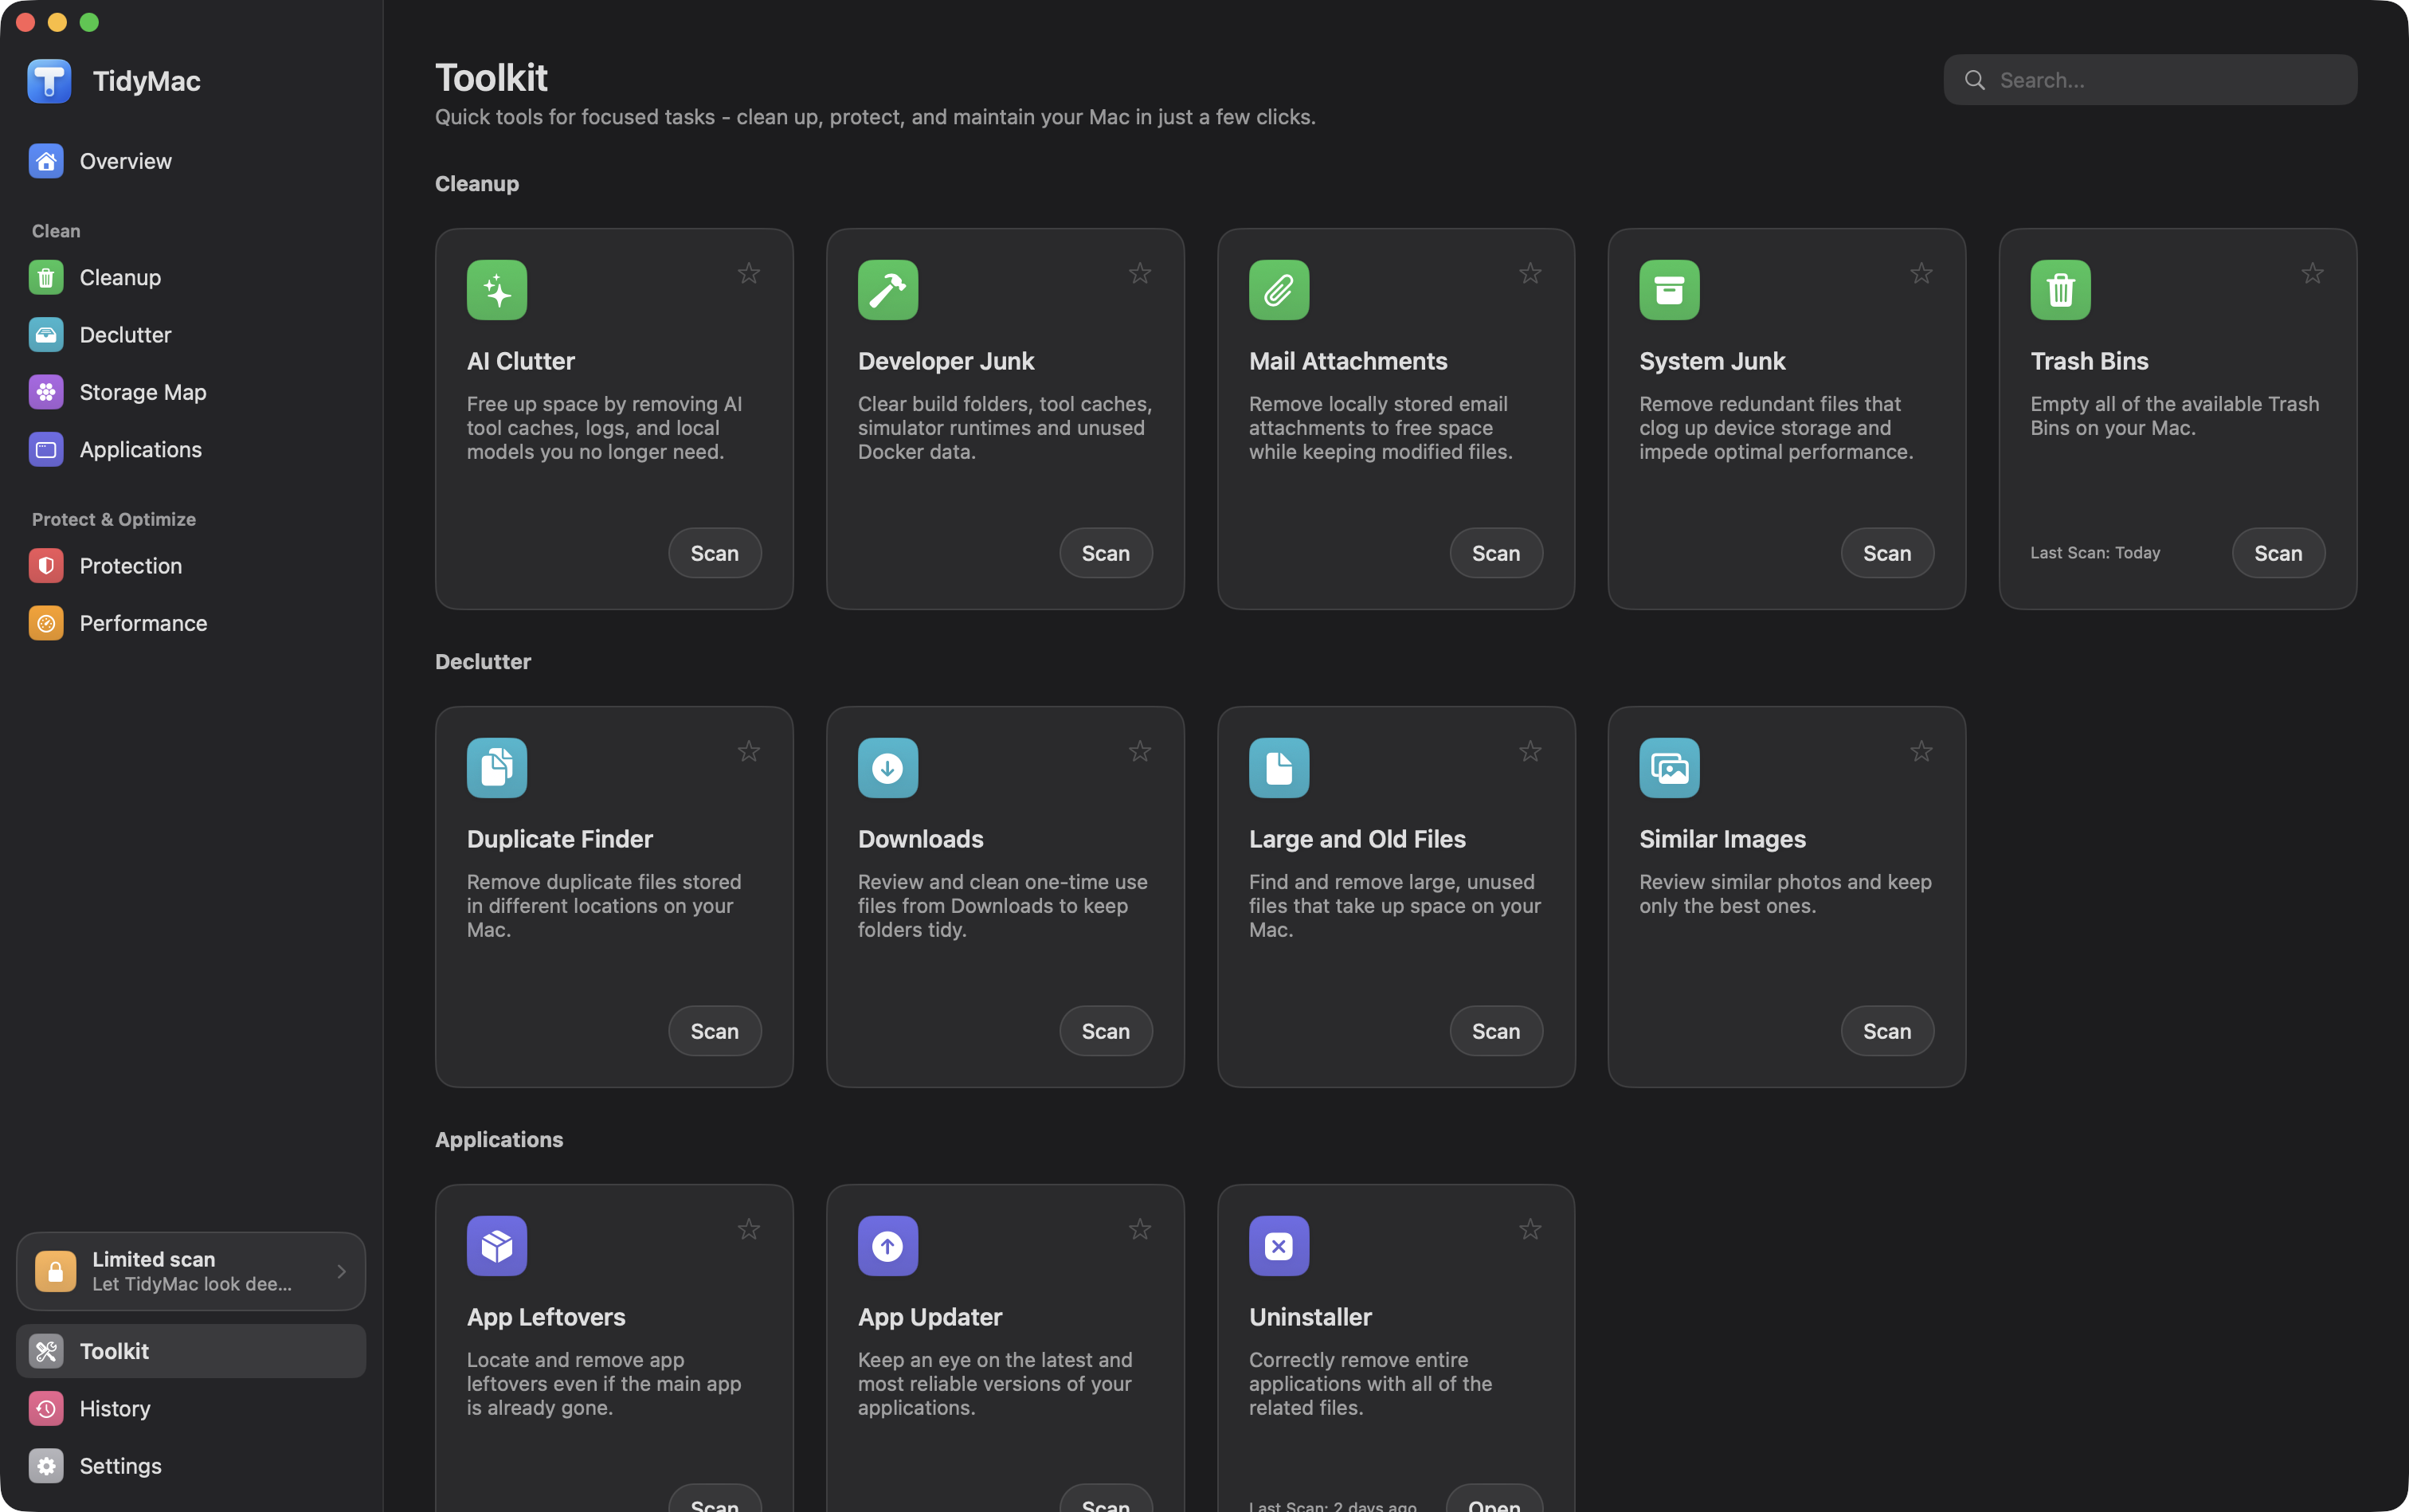 TidyMac
Overview
Clean
Cleanup
Declutter
Storage Map
Applications
Protect & Optimize
Protection
Performance
Limited scan
Let TidyMac look dee...
Toolkit
History
Settings
Toolkit
Quick tools for focused tasks - clean up, protect, and maintain your Mac in just a few clicks.
Search...
Cleanup
AI Clutter
Free up space by removing AI
tool caches, logs, and local
models you no longer need.
Scan
Developer Junk
Clear build folders, tool caches,
simulator runtimes and unused
Docker data.
Scan
Mail Attachments
Remove locally stored email
attachments to free space
while keeping modified files.
Scan
System Junk
Remove redundant files that
clog up device storage and
impede optimal performance.
Scan
Trash Bins
Empty all of the available Trash
Bins on your Mac.
Last Scan: Today
Scan
Declutter
Duplicate Finder
Remove duplicate files stored
in different locations on your
Mac.
Scan
Downloads
Review and clean one-time use
files from Downloads to keep
folders tidy.
Scan
Large and Old Files
Find and remove large, unused
files that take up space on your
Mac.
Scan
Similar Images
Review similar photos and keep
only the best ones.
Scan
Applications
App Leftovers
Locate and remove app
leftovers even if the main app
is already gone.
Scan
App Updater
Keep an eye on the latest and
most reliable versions of your
applications.
Scan
Uninstaller
Correctly remove entire
applications with all of the
related files.
Last Scan: 2 days ago
Open